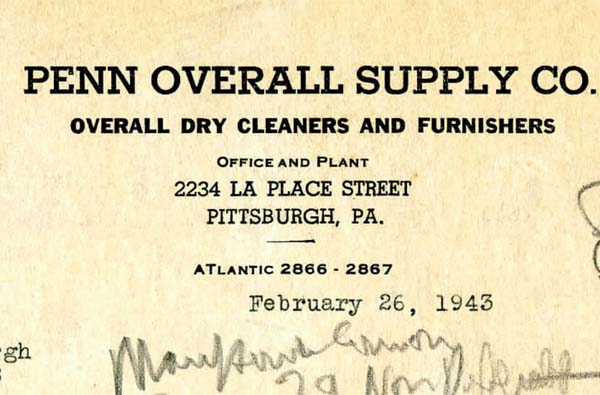 PENN OVERALL SUPPLY CO.
OVERALL DRY CLEANERS AND FURNISHERS
OFFICE AND PLANT
2234 LA PLACE STREET
PITTSBURGH, PA.
ATLANTIC 2866 - 2867
February 26, 1943
rgh